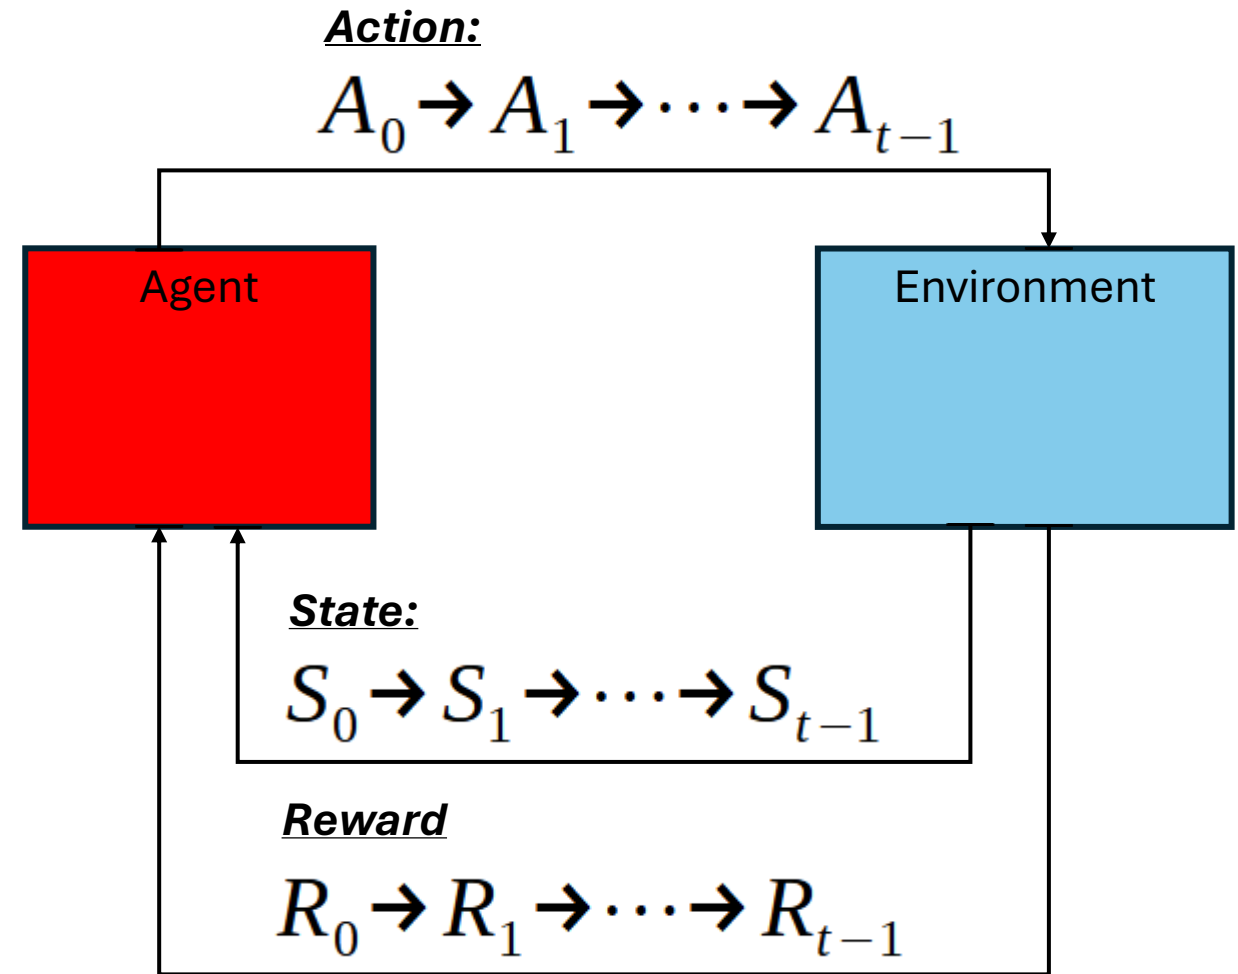 Action:
A₀ → A₁ → ⋯ → Aₜ₋₁
Agent
Environment
State:
S₀ → S₁ → ⋯ → Sₜ₋₁
Reward
R₀ → R₁ → ⋯ → Rₜ₋₁